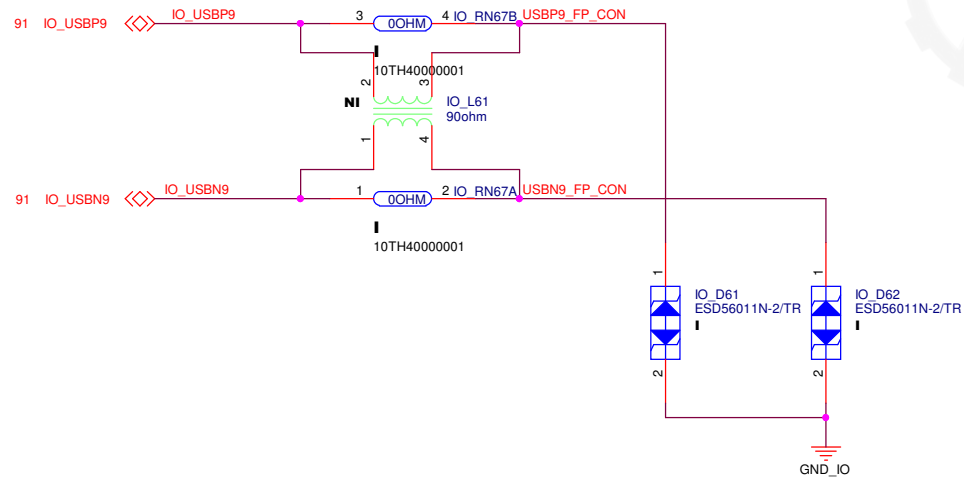 91 IO_USBP9 IO_USBP9 3 0OHM 4 IO_RN67B USBP9_FP_CON
I
10TH40000001
2 3
NI IO_L61
90ohm
1 4
91 IO_USBN9 IO_USBN9 1 0OHM 2 IO_RN67A USBN9_FP_CON
I
10TH40000001
1 1
IO_D61 IO_D62
ESD56011N-2/TR ESD56011N-2/TR
I I
2 2
GND_IO